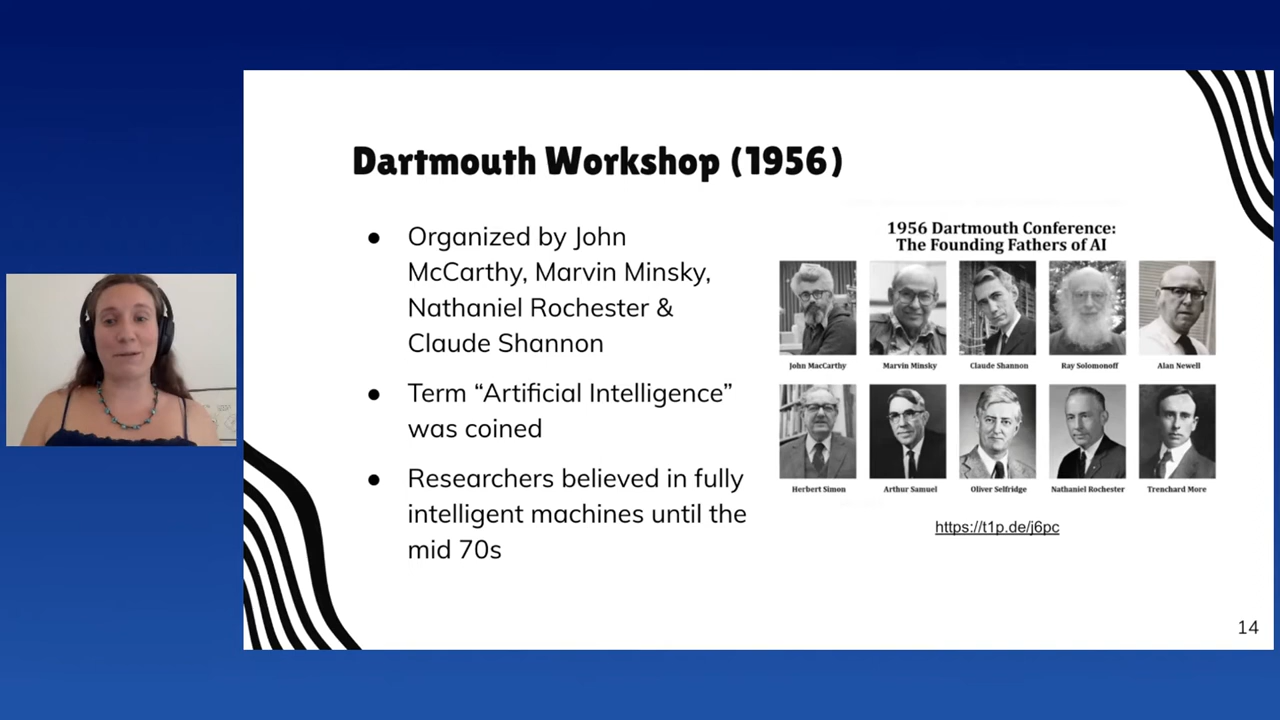 Dartmouth Workshop (1956)
● Organized by John
McCarthy, Marvin Minsky,
Nathaniel Rochester &
Claude Shannon
● Term “Artificial Intelligence”
was coined
● Researchers believed in fully
intelligent machines until the
mid 70s
1956 Dartmouth Conference:
The Founding Fathers of AI
John MacCarthy Marvin Minsky Claude Shannon Ray Solomonoff Alan Newell
Herbert Simon Arthur Samuel Oliver Selfridge Nathaniel Rochester Trenchard More
https://t1p.de/j6pc
14